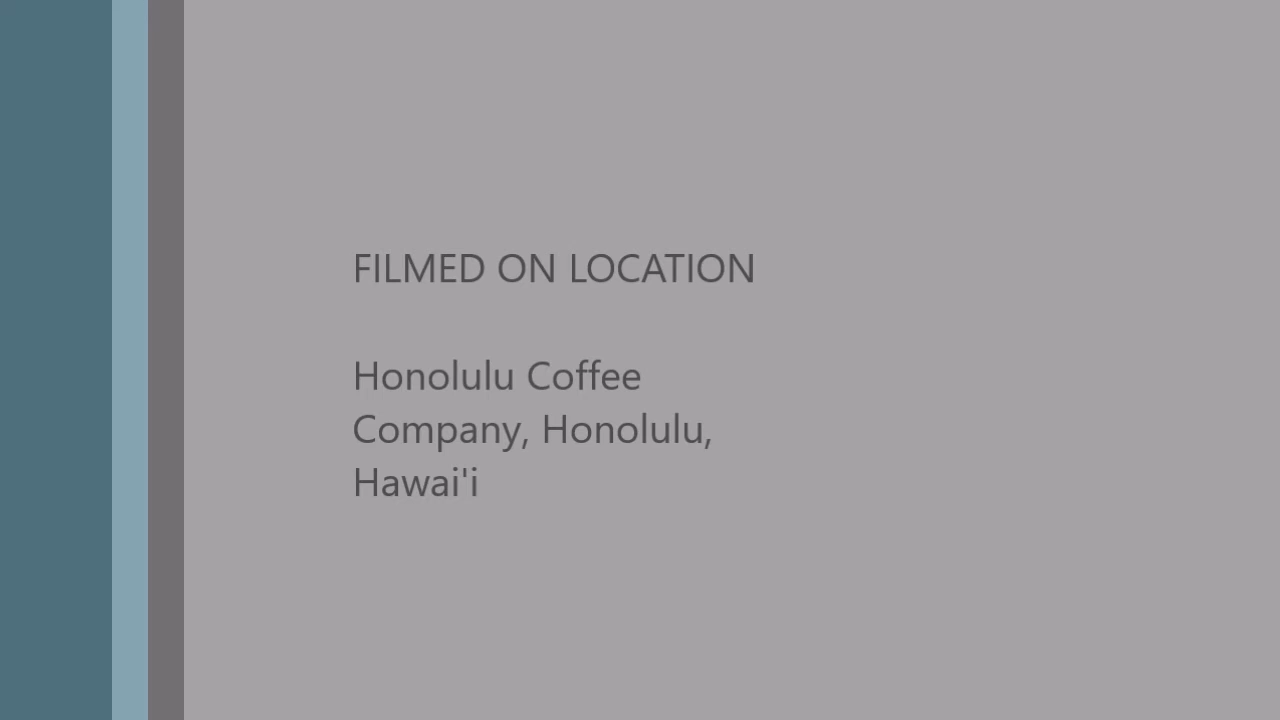 FILMED ON LOCATION
Honolulu Coffee
Company, Honolulu,
Hawai'i